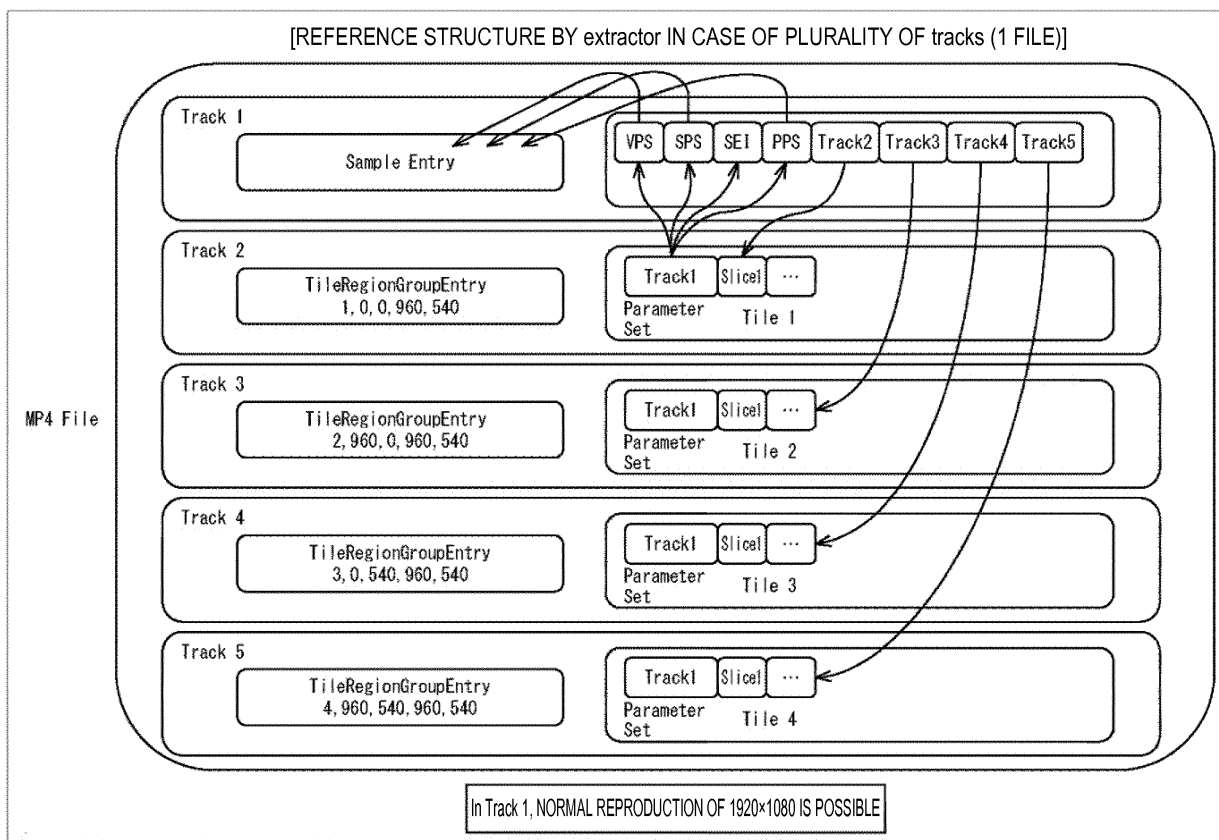 [REFERENCE STRUCTURE BY extractor IN CASE OF PLURALITY OF tracks (1 FILE)]
MP4 File
Track 1
Sample Entry
VPS SPS SEI PPS Track2 Track3 Track4 Track5
Track 2
TileRegionGroupEntry
1, 0, 0, 960, 540
Track1 Slice1 ...
Parameter
Set
Tile 1
Track 3
TileRegionGroupEntry
2, 960, 0, 960, 540
Track1 Slice1 ...
Parameter
Set
Tile 2
Track 4
TileRegionGroupEntry
3, 0, 540, 960, 540
Track1 Slice1 ...
Parameter
Set
Tile 3
Track 5
TileRegionGroupEntry
4, 960, 540, 960, 540
Track1 Slice1 ...
Parameter
Set
Tile 4
In Track 1, NORMAL REPRODUCTION OF 1920×1080 IS POSSIBLE